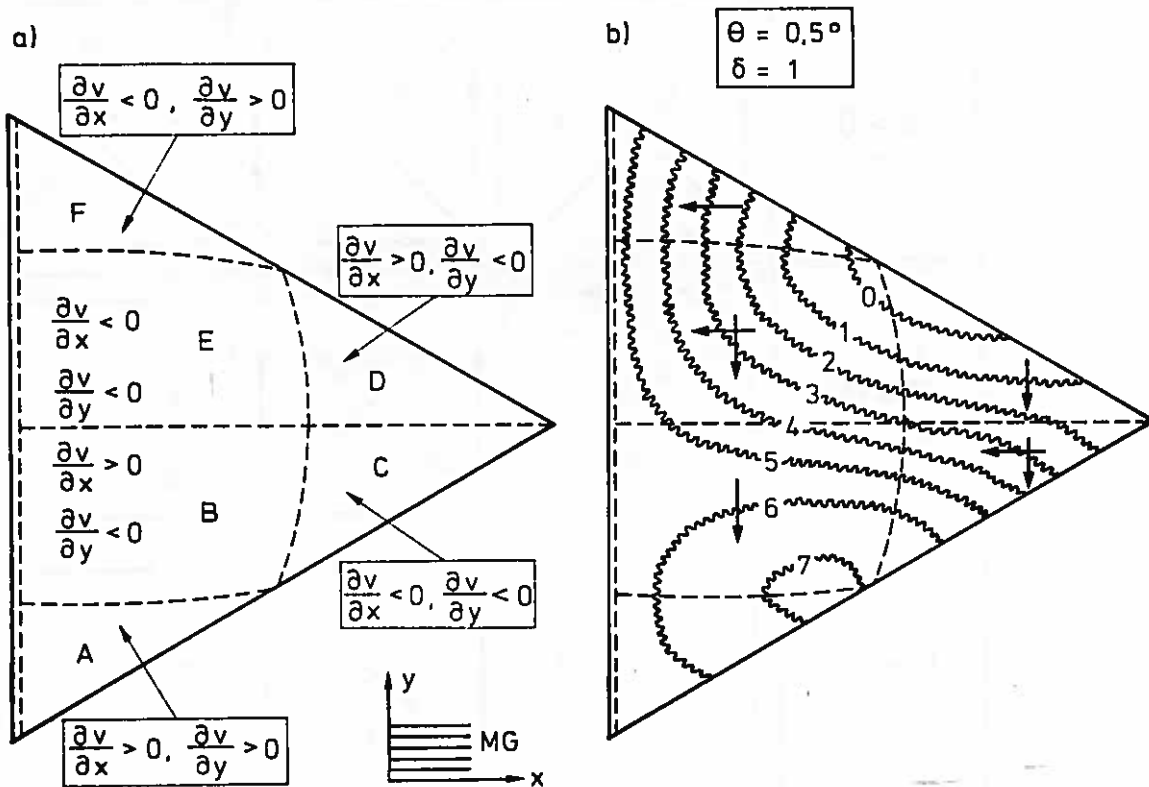 a)
∂v/∂x < 0 , ∂v/∂y > 0
F
∂v/∂x > 0, ∂v/∂y < 0
∂v/∂x < 0
E
∂v/∂y < 0
D
∂v/∂x > 0
C
B
∂v/∂y < 0
∂v/∂x < 0, ∂v/∂y < 0
A
∂v/∂x > 0, ∂v/∂y > 0
y
MG
x
b)
θ = 0,5°
δ = 1
0
1
2
3
4
5
6
7